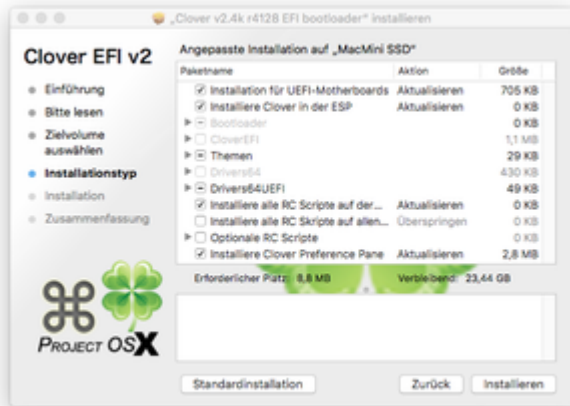 „Clover v2.4k r4128 EFI bootloader“ installieren
Clover EFI v2
Einführung
Bitte lesen
Zielvolume
auswählen
Installationstyp
Installation
Zusammenfassung
PROJECT OSX
Angepasste Installation auf „MacMini SSD“
Paketname Aktion Größe
Installation für UEFI-Motherboards Aktualisieren 705 KB
Installiere Clover in der ESP Aktualisieren 0 KB
Bootloader 0 KB
CloverEFI 1,1 MB
Themen 29 KB
Drivers64 430 KB
Drivers64UEFI 49 KB
Installiere alle RC Scripte auf der... Aktualisieren 0 KB
Installiere alle RC Skripte auf allen... Überspringen 0 KB
Optionale RC Scripte 0 KB
Installiere Clover Preference Pane Aktualisieren 2,8 MB
Erforderlicher Platz: 8,8 MB Verbleibend: 23,44 GB
Standardinstallation Zurück Installieren